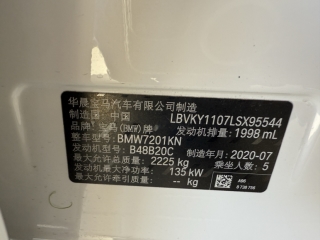 华晨宝马汽车有限公司制造
制造国：中国 LBVKY1107LSX95544
品牌：宝马(BMW)牌 发动机排量：1998 mL
整车型号：BMW7201KN
发动机型号：B48B20C 制造年月：2020-07
最大允许总质量：2225 kg 乘坐人数：5
发动机最大净功率：135 kW
最大允许牵引质量：-- kg